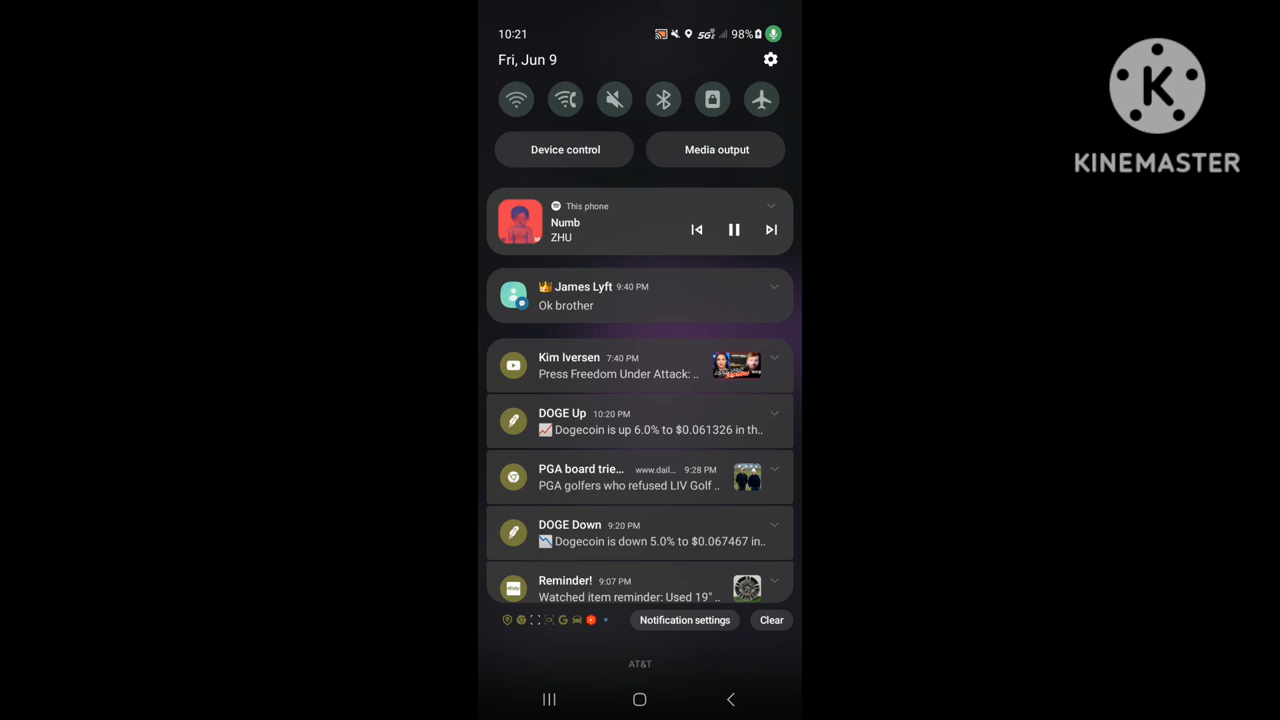 10:21
5G
98%
Fri, Jun 9
Device control
Media output
This phone
Numb
ZHU
James Lyft 9:40 PM
Ok brother
Kim Iversen 7:40 PM
Press Freedom Under Attack: ..
DOGE Up 10:20 PM
Dogecoin is up 6.0% to $0.061326 in th..
PGA board trie... www.dail... 9:28 PM
PGA golfers who refused LIV Golf ..
DOGE Down 9:20 PM
Dogecoin is down 5.0% to $0.067467 in..
Reminder! 9:07 PM
Watched item reminder: Used 19" ..
Notification settings
Clear
AT&T
K
KINEMASTER